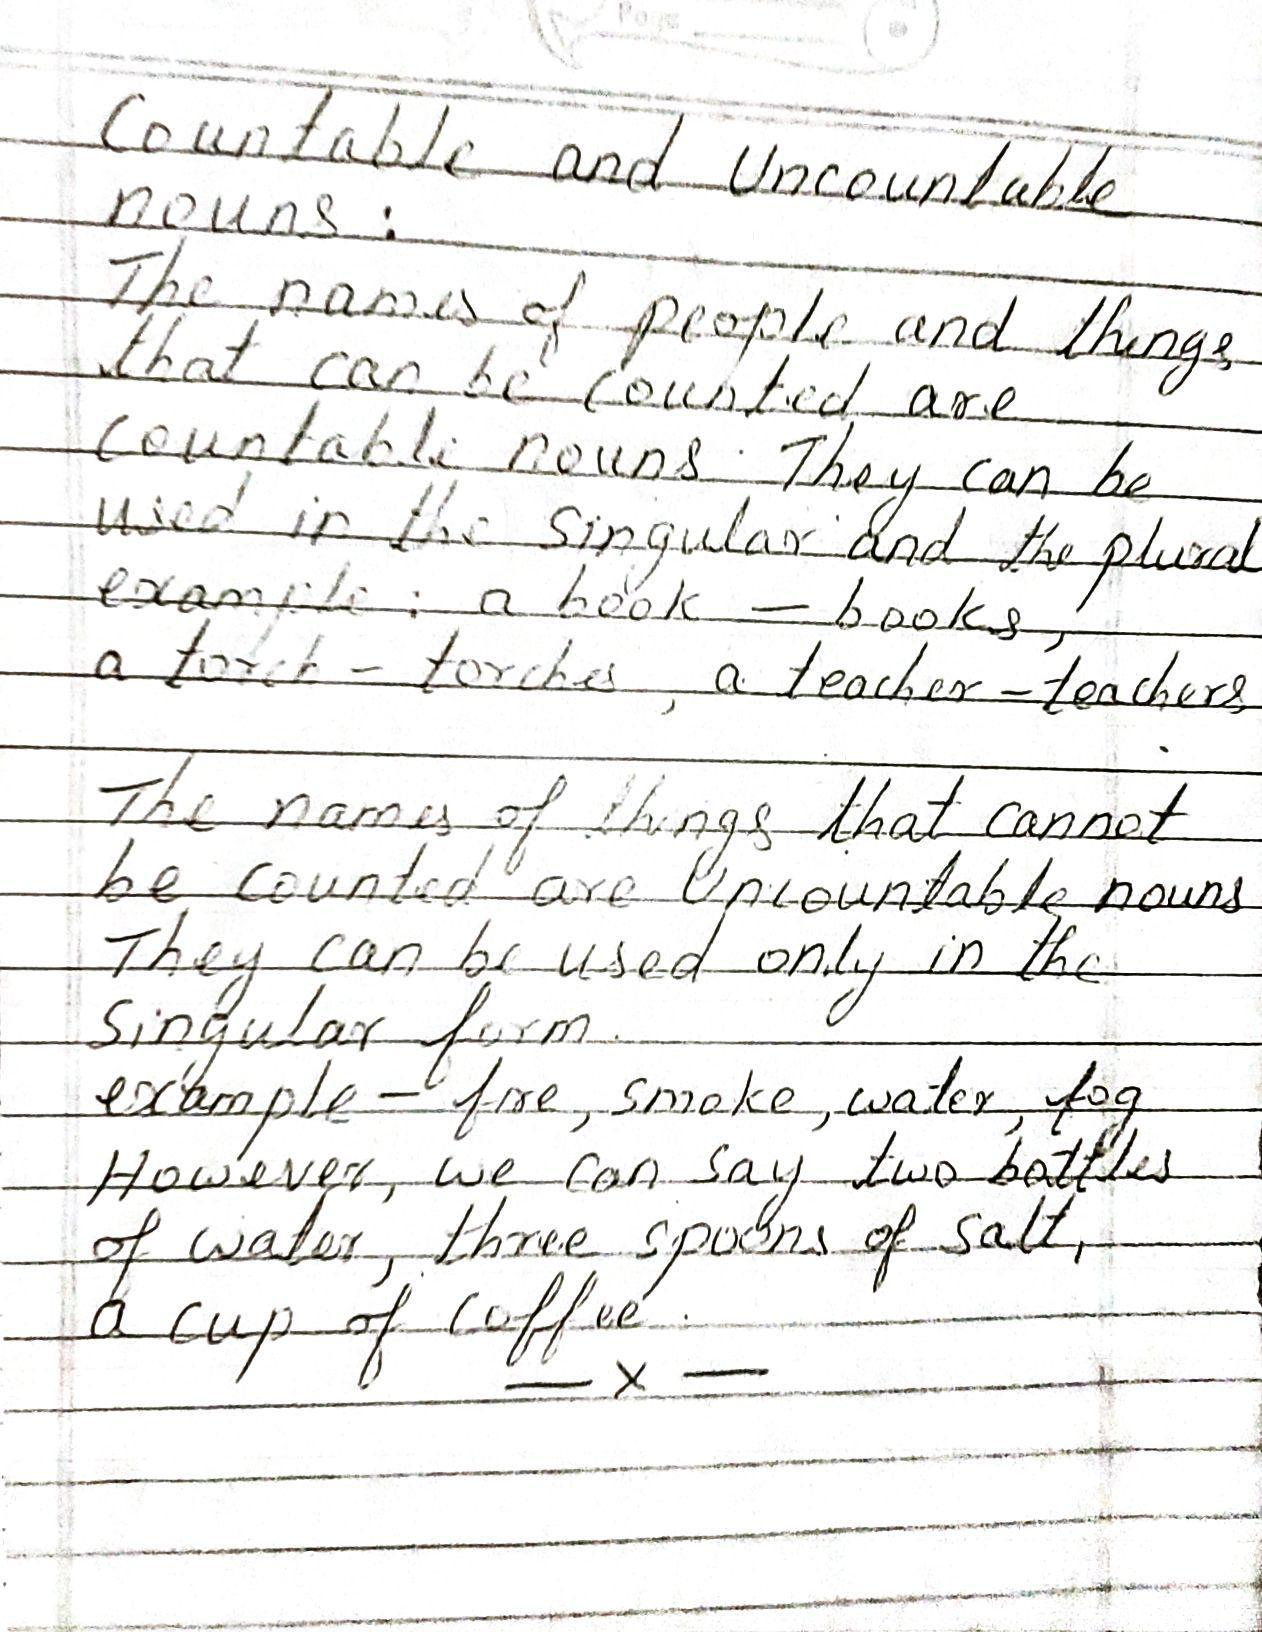 Page
Countable and Uncountable
nouns :
The names of people and things
that can be counted are
countable nouns. They can be
used in the singular and the plural
example : a book — books,
a torch - torches, a teacher - teachers
.
The names of things that cannot
be counted are Uncountable nouns
They can be used only in the
singular form.
example - fire, smoke, water, fog
However, we can say two bottles
of water, three spoons of salt,
a cup of coffee.
— x —